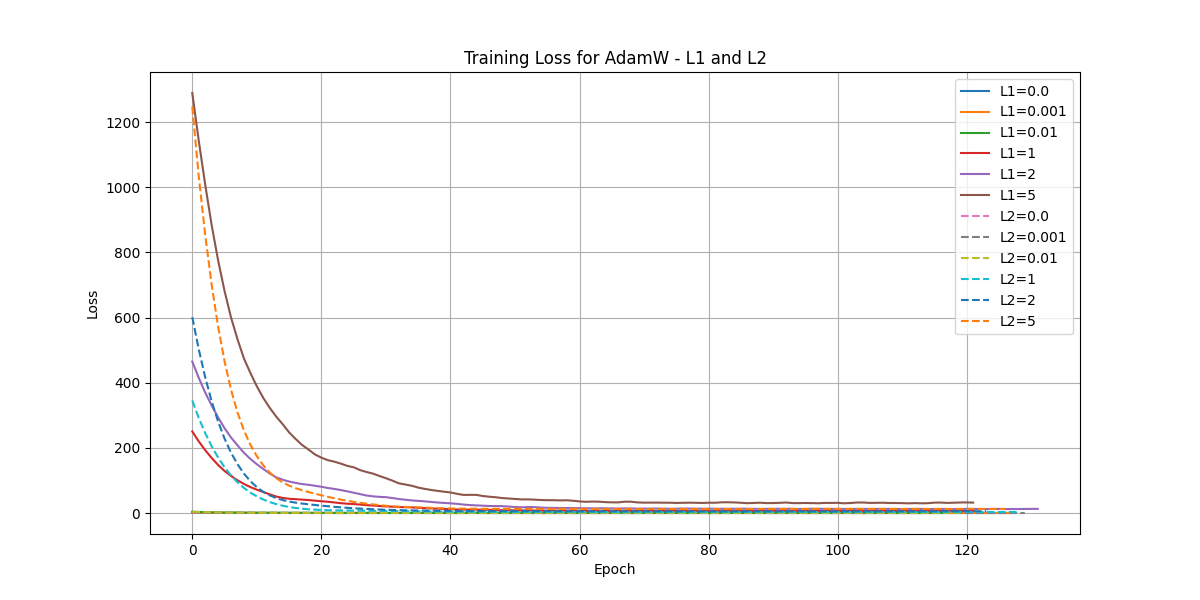 Training Loss for AdamW - L1 and L2
Loss
1200
1000
800
600
400
200
0
0
20
40
60
80
100
120
Epoch
L1=0.0
L1=0.001
L1=0.01
L1=1
L1=2
L1=5
L2=0.0
L2=0.001
L2=0.01
L2=1
L2=2
L2=5